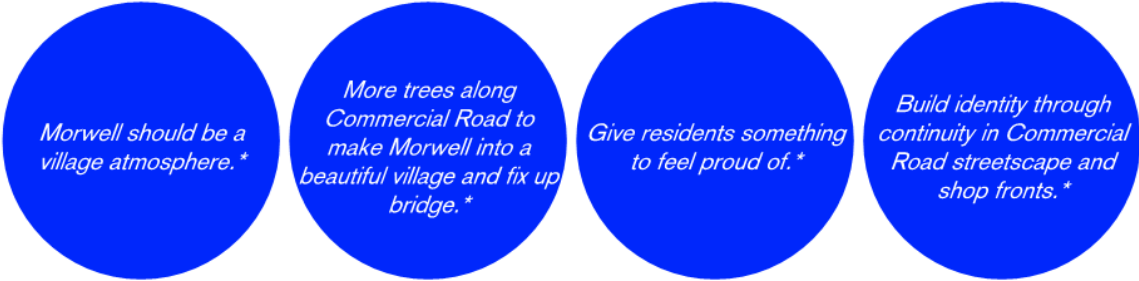 Morwell should be a
village atmosphere.*
More trees along
Commercial Road to
make Morwell into a
beautiful village and fix up
bridge.*
Give residents something
to feel proud of.*
Build identity through
continuity in Commercial
Road streetscape and
shop fronts.*